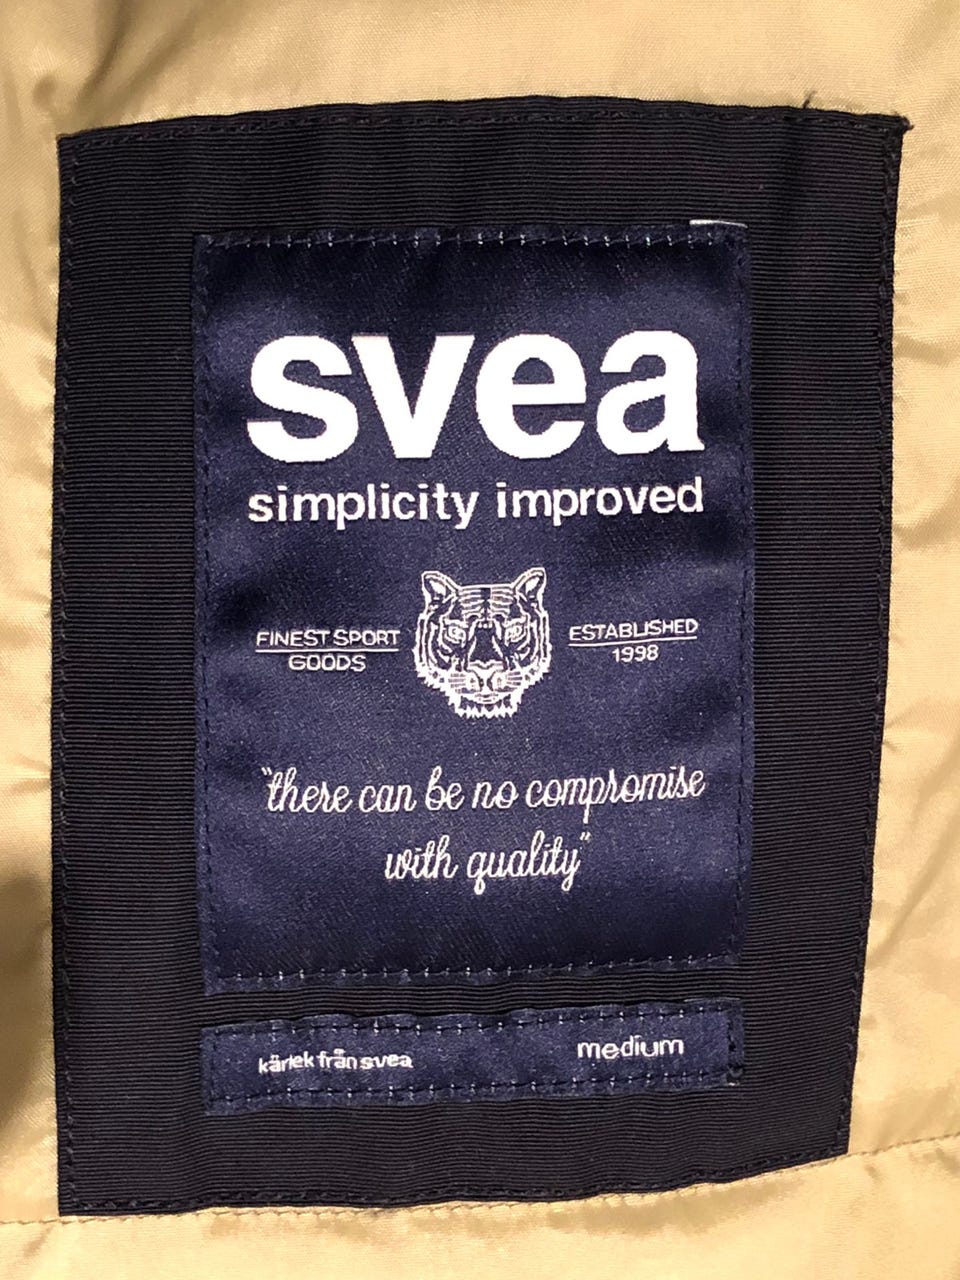 svea
simplicity improved
FINEST SPORT
GOODS
ESTABLISHED
1998
"there can be no compromise
with quality"
kärlek från svea
medium